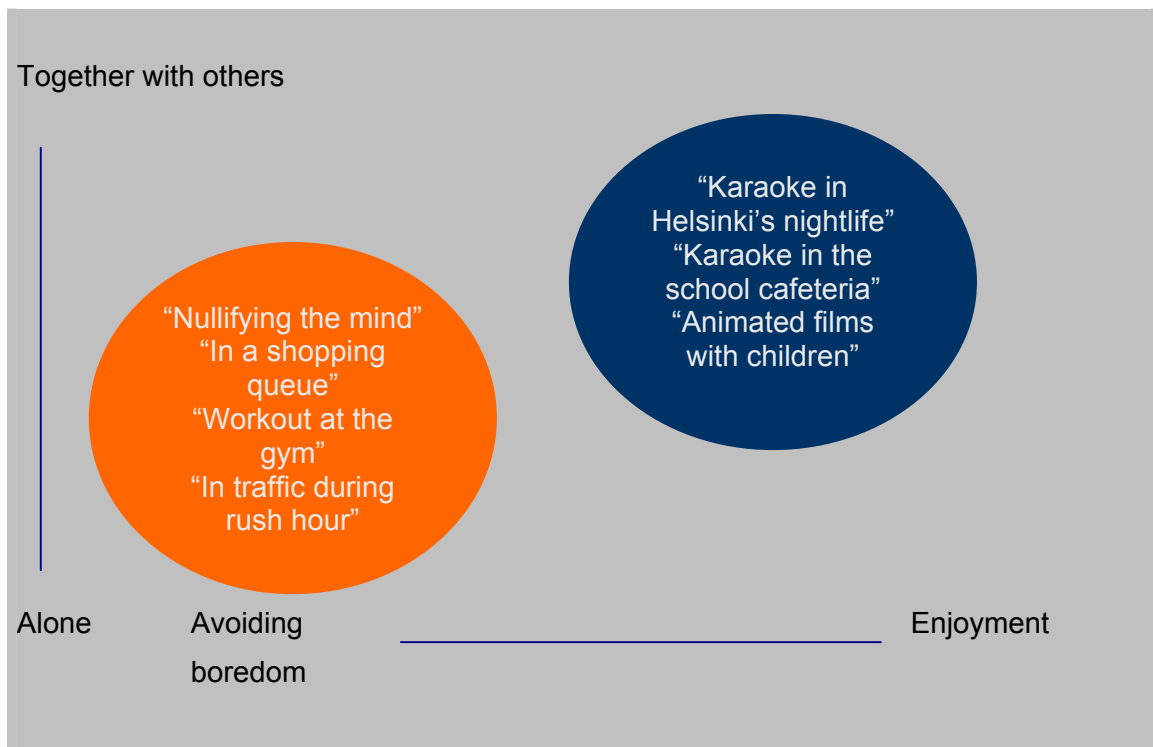 Together with others
“Karaoke in
Helsinki’s nightlife”
“Karaoke in the
school cafeteria”
“Animated films
with children”
“Nullifying the mind”
“In a shopping
queue”
“Workout at the
gym”
“In traffic during
rush hour”
Alone
Avoiding
boredom
Enjoyment